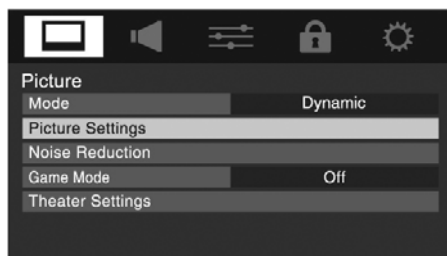 Picture
Mode Dynamic
Picture Settings
Noise Reduction
Game Mode Off
Theater Settings